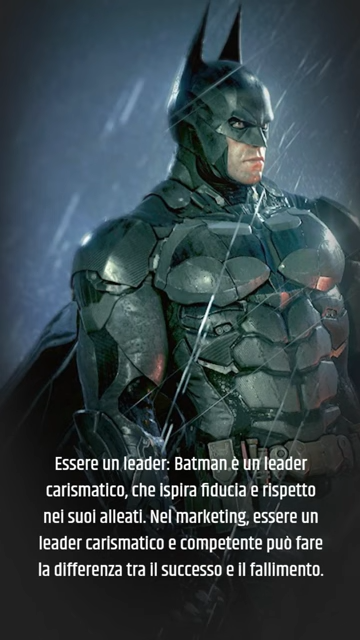 Essere un leader: Batman è un leader
carismatico, che ispira fiducia e rispetto
nei suoi alleati. Nel marketing, essere un
leader carismatico e competente può fare
la differenza tra il successo e il fallimento.